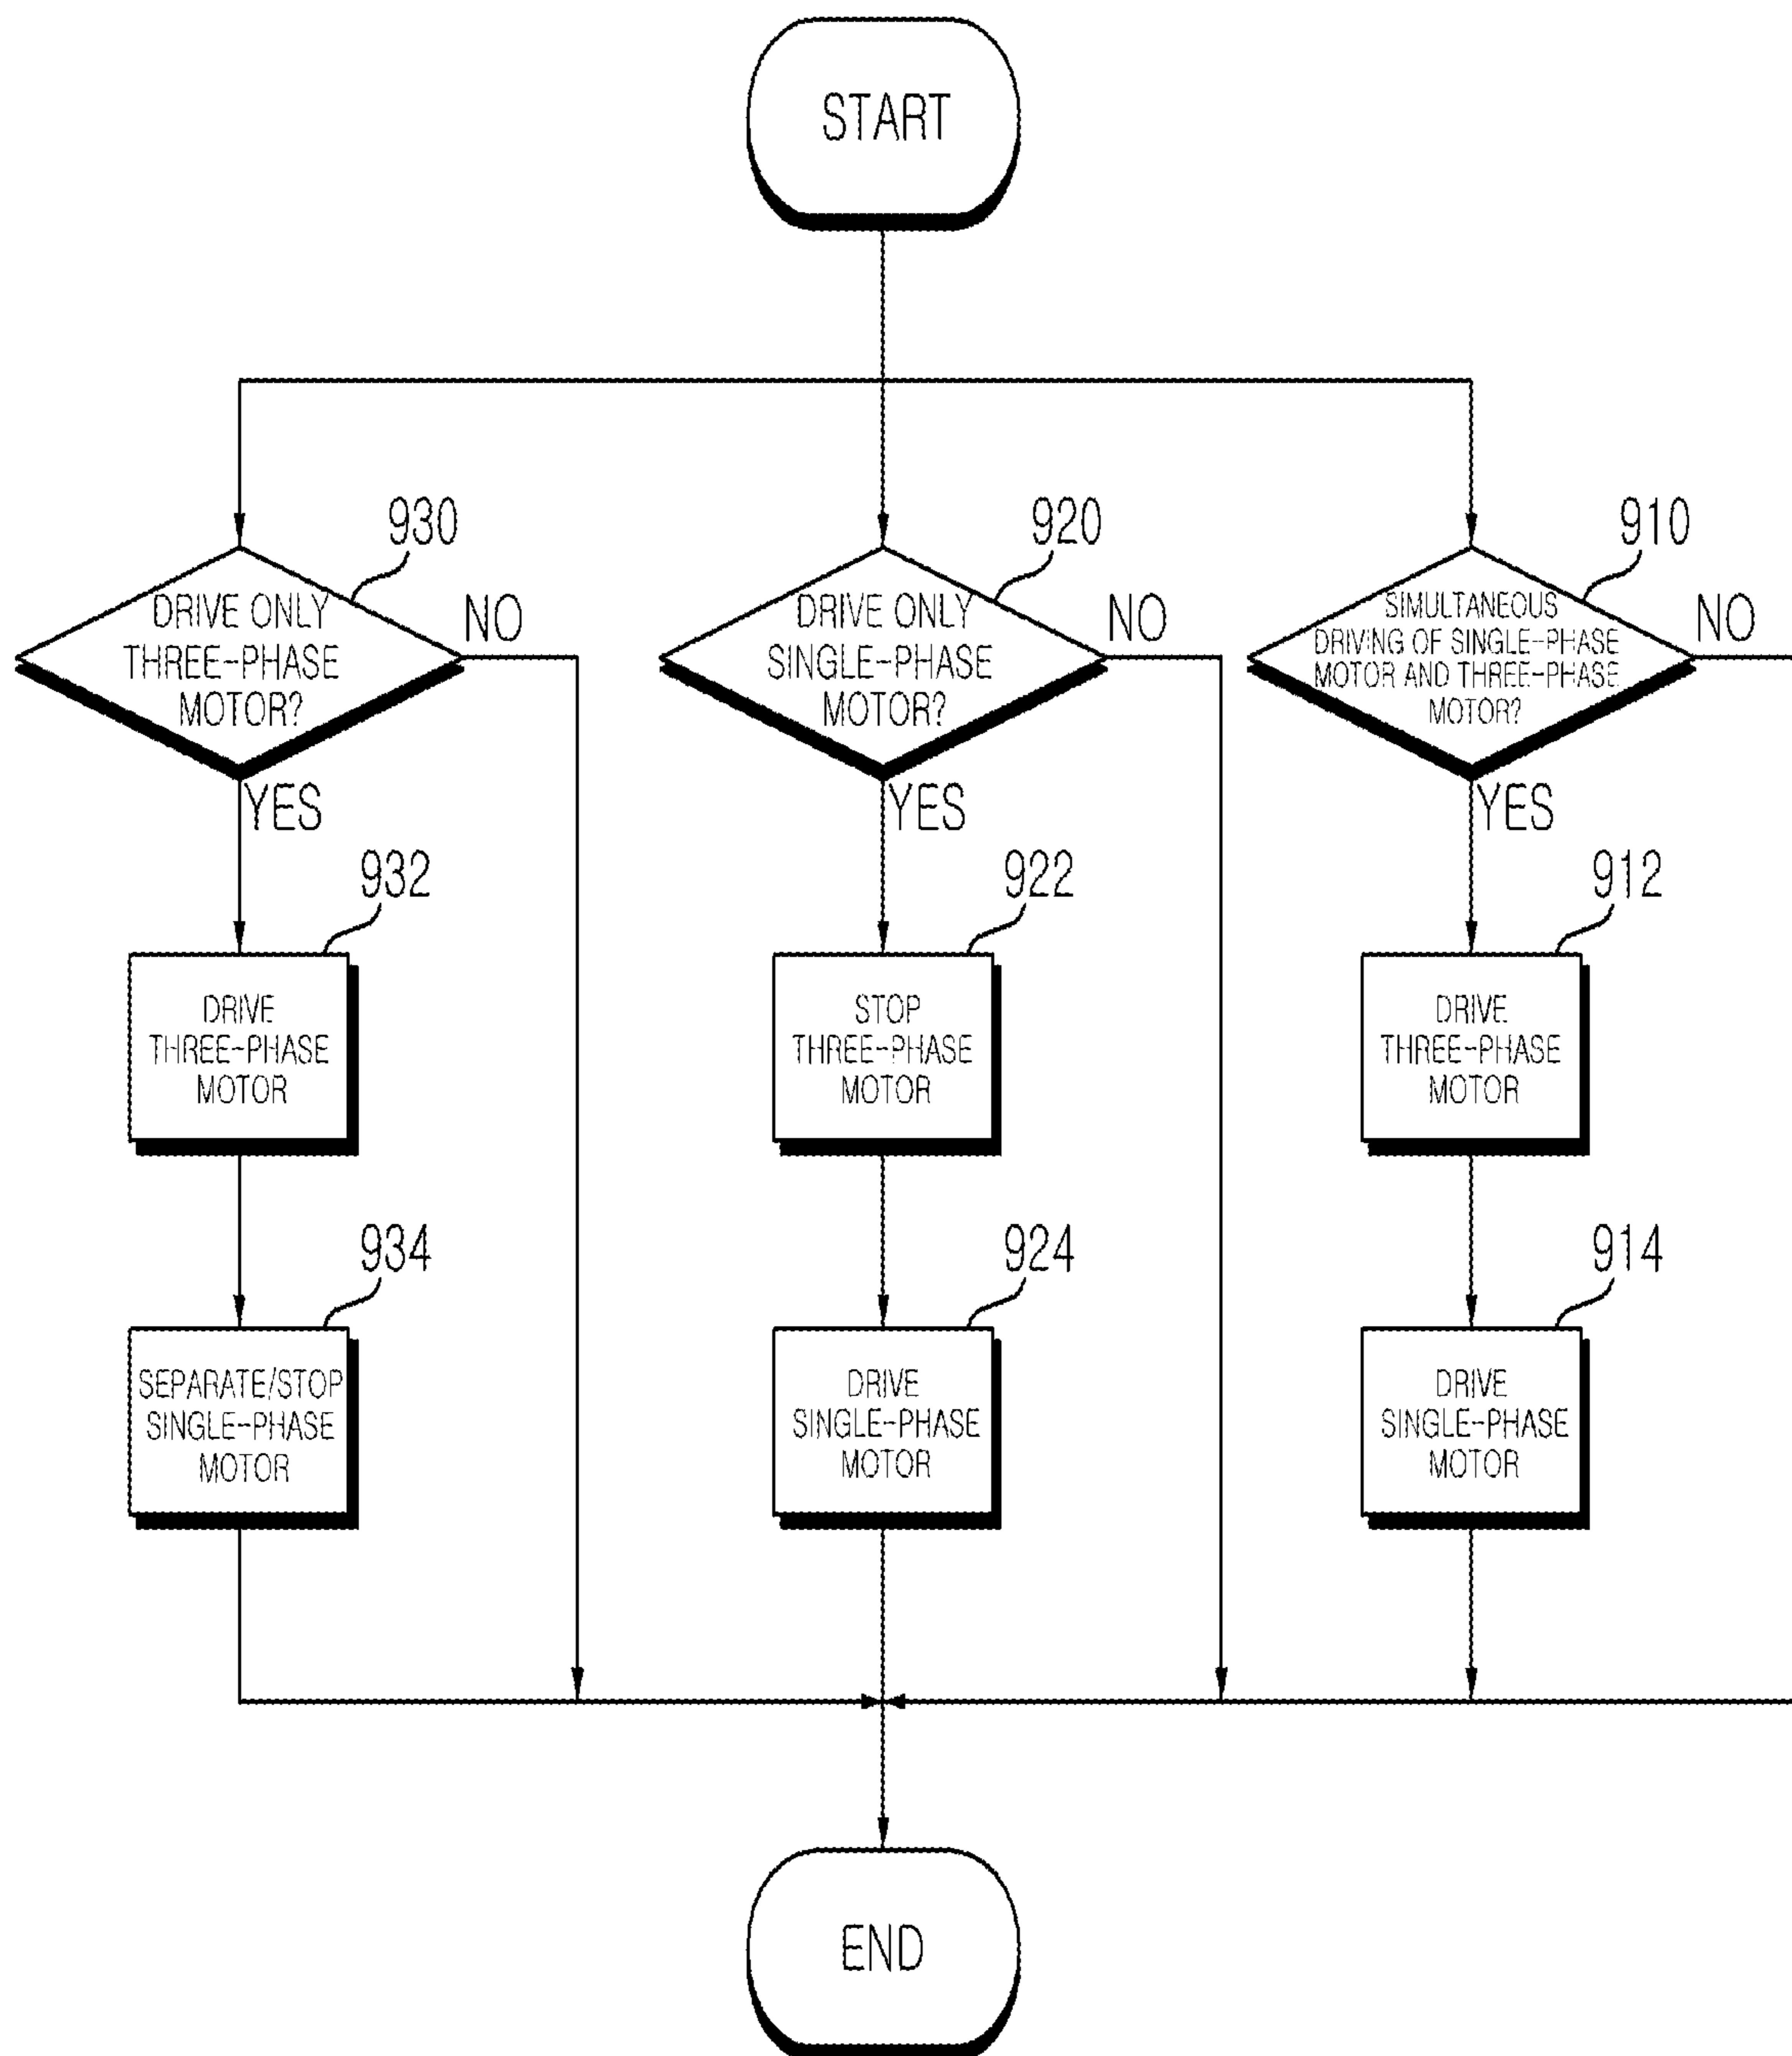 START
930
DRIVE ONLY
THREE-PHASE
MOTOR?
NO
YES
932
DRIVE
THREE-PHASE
MOTOR
934
SEPARATE/STOP
SINGLE-PHASE
MOTOR
920
DRIVE ONLY
SINGLE-PHASE
MOTOR?
NO
YES
922
STOP
THREE-PHASE
MOTOR
924
DRIVE
SINGLE-PHASE
MOTOR
910
SIMULTANEOUS
DRIVING OF SINGLE-PHASE
MOTOR AND THREE-PHASE
MOTOR?
NO
YES
912
DRIVE
THREE-PHASE
MOTOR
914
DRIVE
SINGLE-PHASE
MOTOR
END